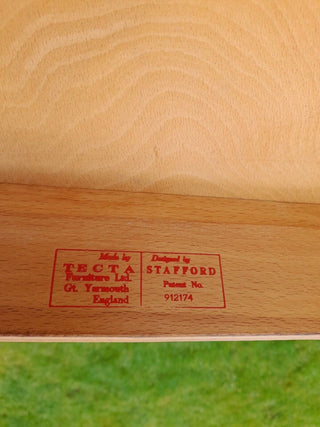 Made by
TECTA
Furniture Ltd.
Gt. Yarmouth
England
Designed by
STAFFORD
Patent No.
912174